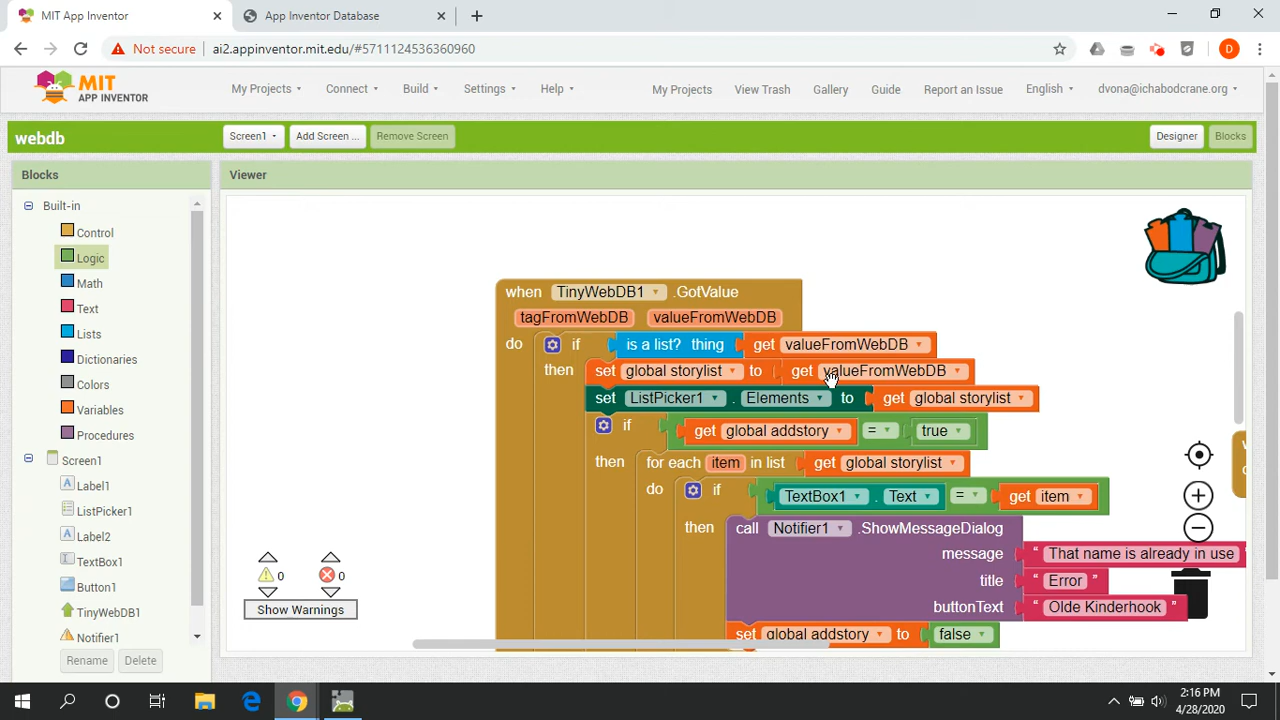 MIT App Inventor
App Inventor Database
Not secure
ai2.appinventor.mit.edu/#5711124536360960
D
MIT
APP INVENTOR
My Projects
Connect
Build
Settings
Help
My Projects
View Trash
Gallery
Guide
Report an Issue
English
dvona@ichabodcrane.org
webdb
Screen1
Add Screen ...
Remove Screen
Designer
Blocks
Blocks
Viewer
Built-in
Control
Logic
Math
Text
Lists
Dictionaries
Colors
Variables
Procedures
Screen1
Label1
ListPicker1
Label2
TextBox1
Button1
TinyWebDB1
Notifier1
Rename
Delete
when TinyWebDB1 .GotValue
tagFromWebDB valueFromWebDB
do if is a list? thing get valueFromWebDB
then set global storylist to get valueFromWebDB
set ListPicker1 . Elements to get global storylist
if get global addstory = true
then for each item in list get global storylist
do if TextBox1 . Text = get item
then call Notifier1 .ShowMessageDialog
message " That name is already in use
title " Error "
buttonText " Olde Kinderhook "
set global addstory to false
0
0
Show Warnings
2:16 PM
4/28/2020